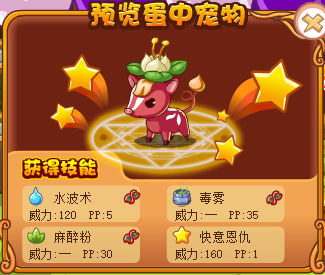 预览蛋中宠物
获得技能
水波术
威力:120 PP:5
毒雾
威力:一 PP:35
麻醉粉
威力:一 PP:30
快意恩仇
威力:160 PP:1